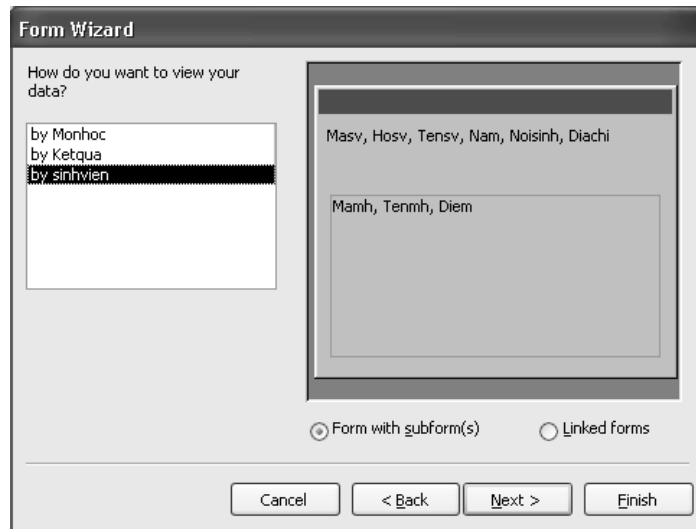 Form Wizard
How do you want to view your
data?
by Monhoc
by Ketqua
by sinhvien
Masv, Hosv, Tensv, Nam, Noisinh, Diachi
Mamh, Tenmh, Diem
Form with subform(s)
Linked forms
Cancel
< Back
Next >
Finish